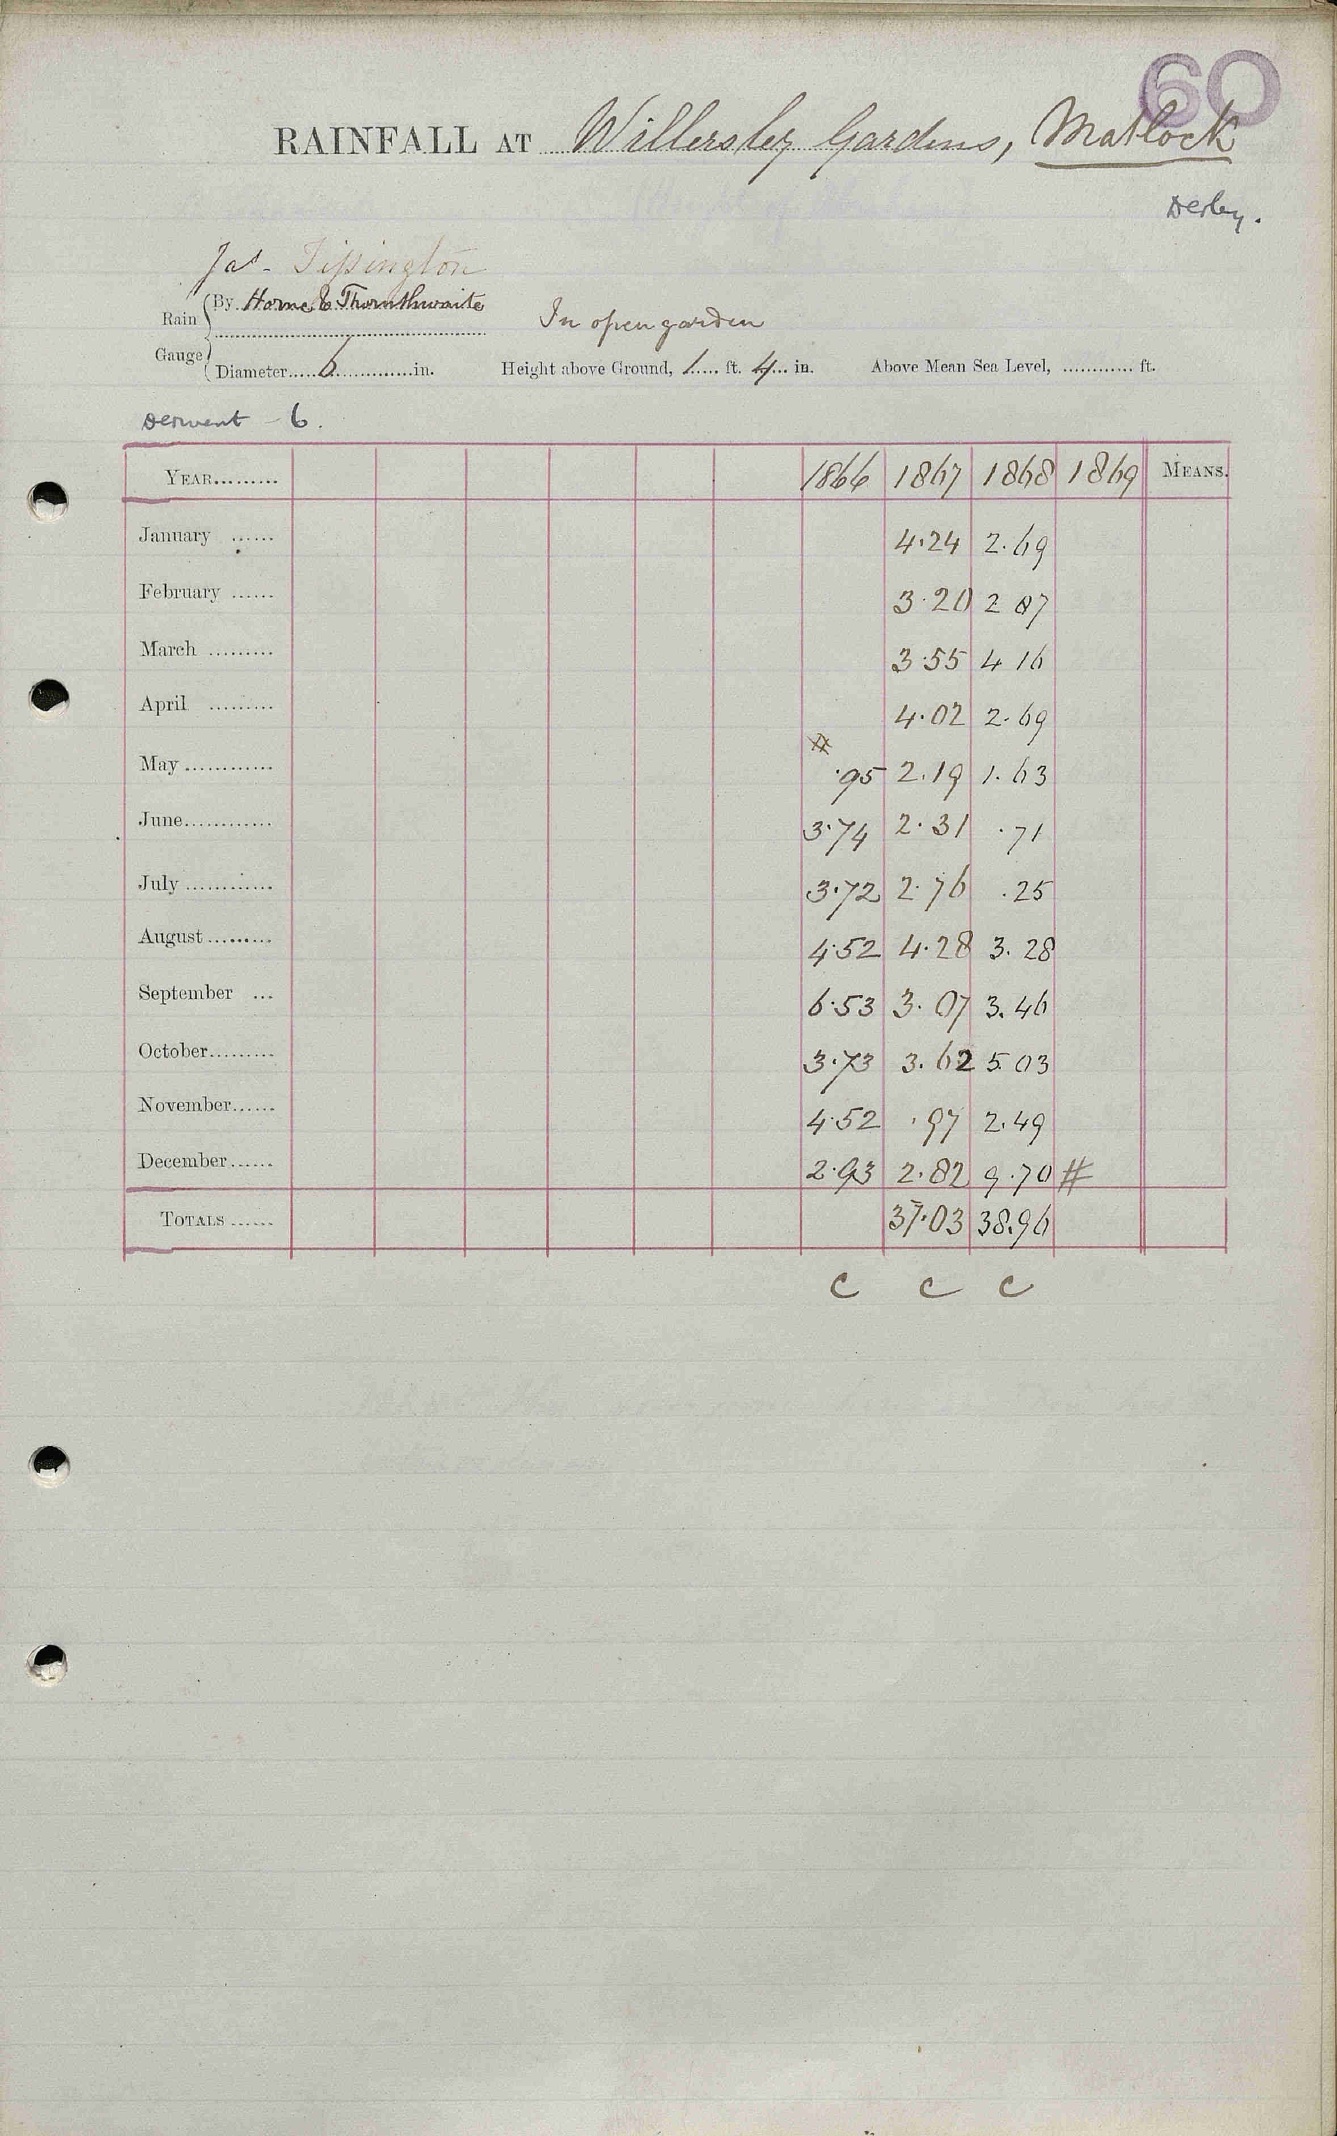 60
RAINFALL AT Willersley Gardens, Matlock
Derby.
Jas. Tissington
Rain Gauge By Horne & Thornthwaite
In open garden
Diameter 6 in. Height above Ground, 1 ft. 4 in. Above Mean Sea Level, ............ ft.
Derwent - 6.
YEAR......... 1866 1867 1868 1869 MEANS.
January ...... 4.24 2.69
February ...... 3.20 2 87
March ......... 3.55 4 16
April ......... 4.02 2.69
May ............ # .95 2.19 1.63
June............ 3.74 2.31 .71
July ............ 3.72 2.76 .25
August ......... 4.52 4.28 3.28
September ... 6.53 3.07 3.46
October......... 3.73 3.62 5.03
November...... 4.52 .97 2.49
December...... 2.93 2.82 9.70 #
TOTALS ...... 37.03 38.96
C C C